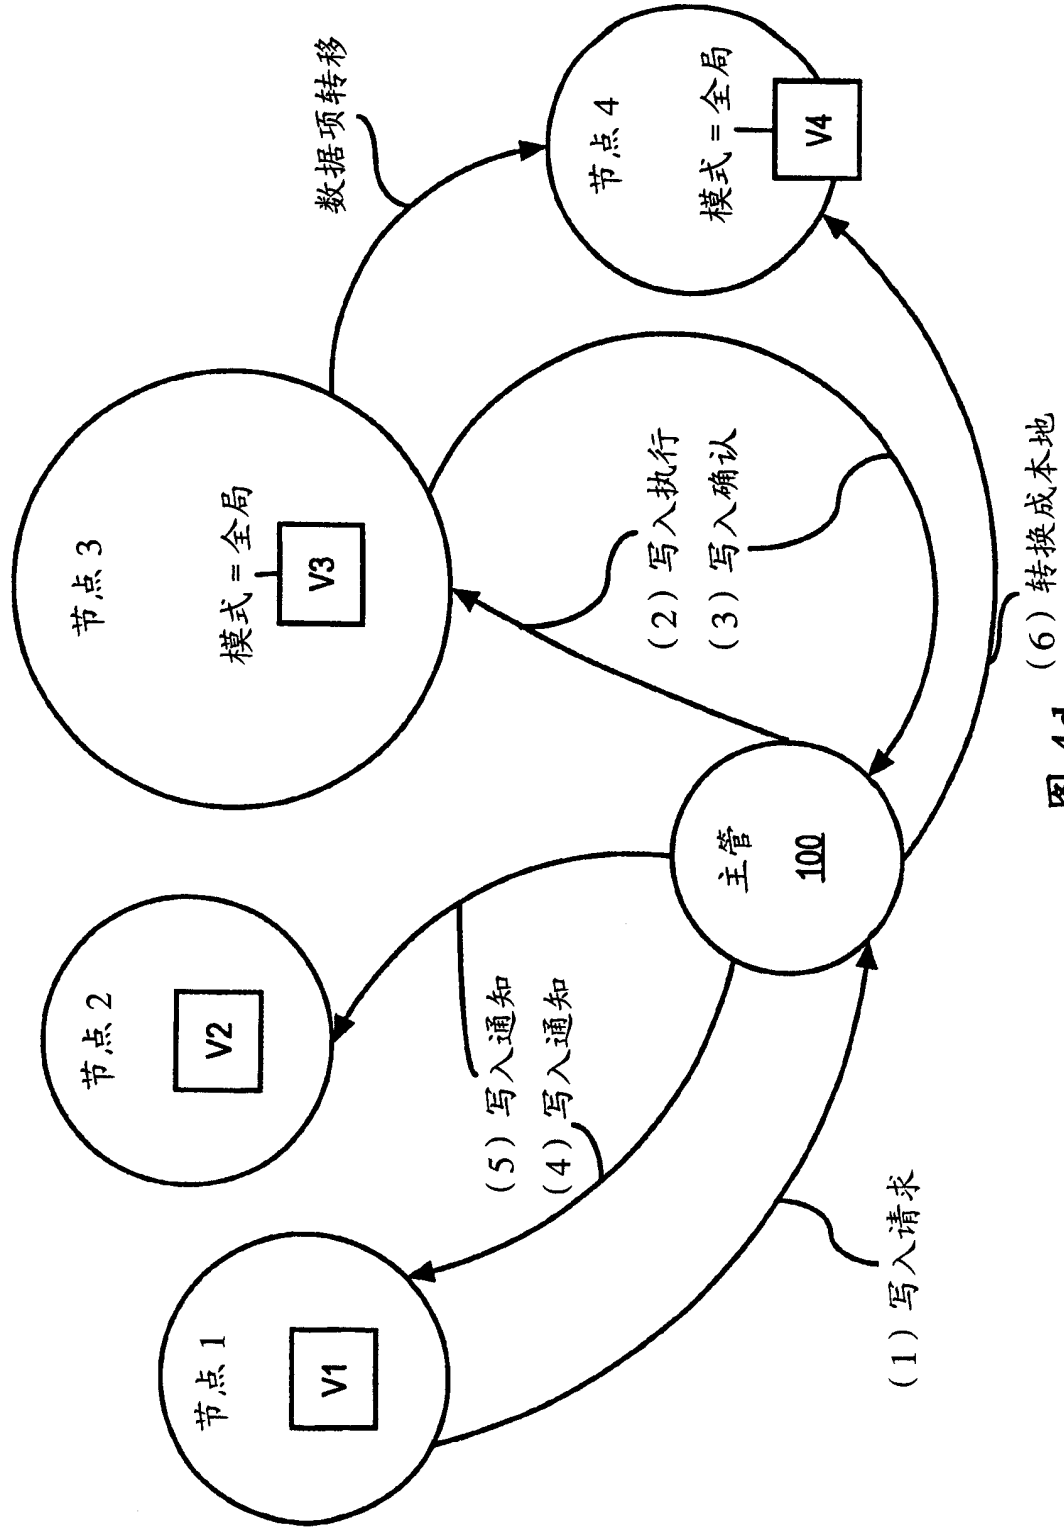 节点 1
V1
节点 2
V2
节点 3
模式 = 全局
V3
数据项转移
节点 4
模式 = 全局
V4
(5) 写入通知
(4) 写入通知
(2) 写入执行
(3) 写入确认
主管
100
(1) 写入请求
(6) 转换成本地
图 4d